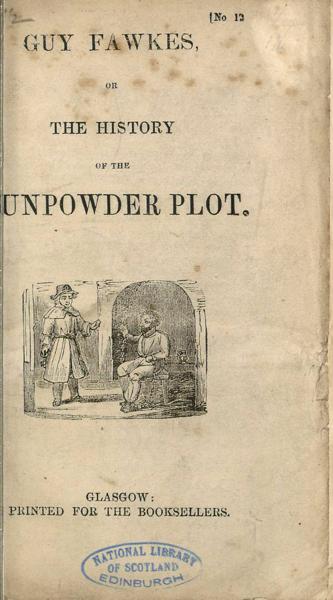 [No 12
GUY FAWKES,
OR
THE HISTORY
OF THE
UNPOWDER PLOT.
GLASGOW:
PRINTED FOR THE BOOKSELLERS.
NATIONAL LIBRARY
OF SCOTLAND
EDINBURGH